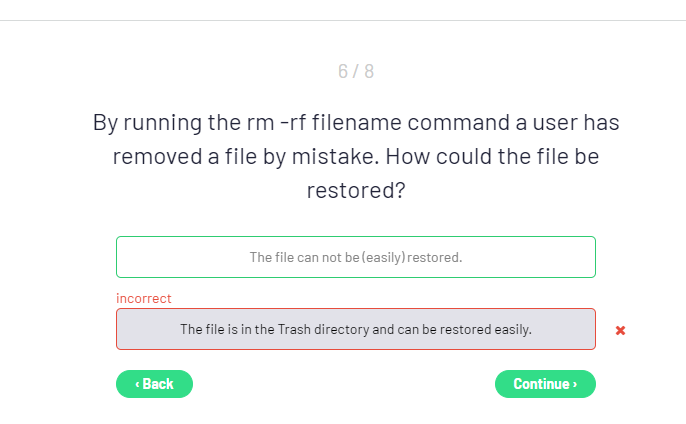 6 / 8
By running the rm -rf filename command a user has
removed a file by mistake. How could the file be
restored?
The file can not be (easily) restored.
incorrect
The file is in the Trash directory and can be restored easily.
‹ Back
Continue ›